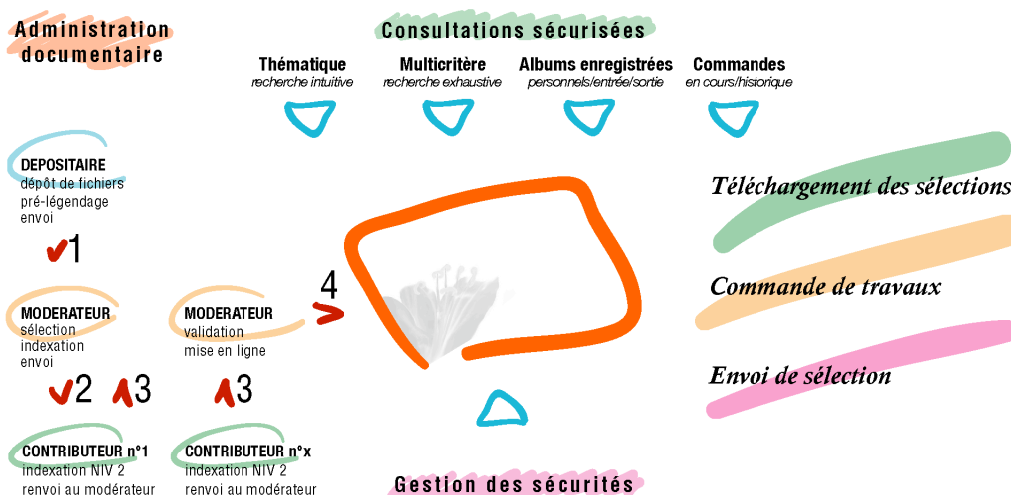 Administration
documentaire
Consultations sécurisées
Thématique
recherche intuitive
Multicritère
recherche exhaustive
Albums enregistrées
personnels/entrée/sortie
Commandes
en cours/historique
DEPOSITAIRE
dépôt de fichiers
pré-légendage
envoi
1
MODERATEUR
sélection
indexation
envoi
2
3
MODERATEUR
validation
mise en ligne
3
4
CONTRIBUTEUR n°1
indexation NIV 2
renvoi au modérateur
CONTRIBUTEUR n°x
indexation NIV 2
renvoi au modérateur
Téléchargement des sélections
Commande de travaux
Envoi de sélection
Gestion des sécurités